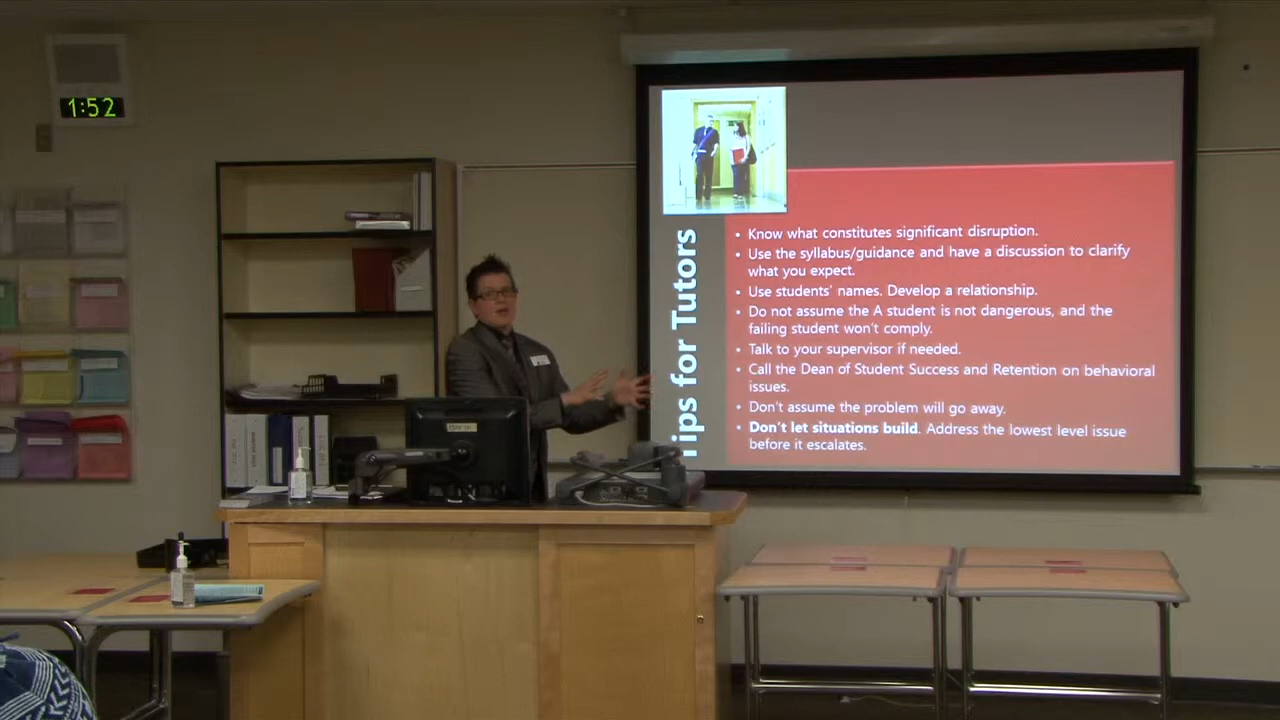 1:52
Tips for Tutors
• Know what constitutes significant disruption.
• Use the syllabus/guidance and have a discussion to clarify
what you expect.
• Use students' names. Develop a relationship.
• Do not assume the A student is not dangerous, and the
failing student won't comply.
• Talk to your supervisor if needed.
• Call the Dean of Student Success and Retention on behavioral
issues.
• Don't assume the problem will go away.
• Don't let situations build. Address the lowest level issue
before it escalates.